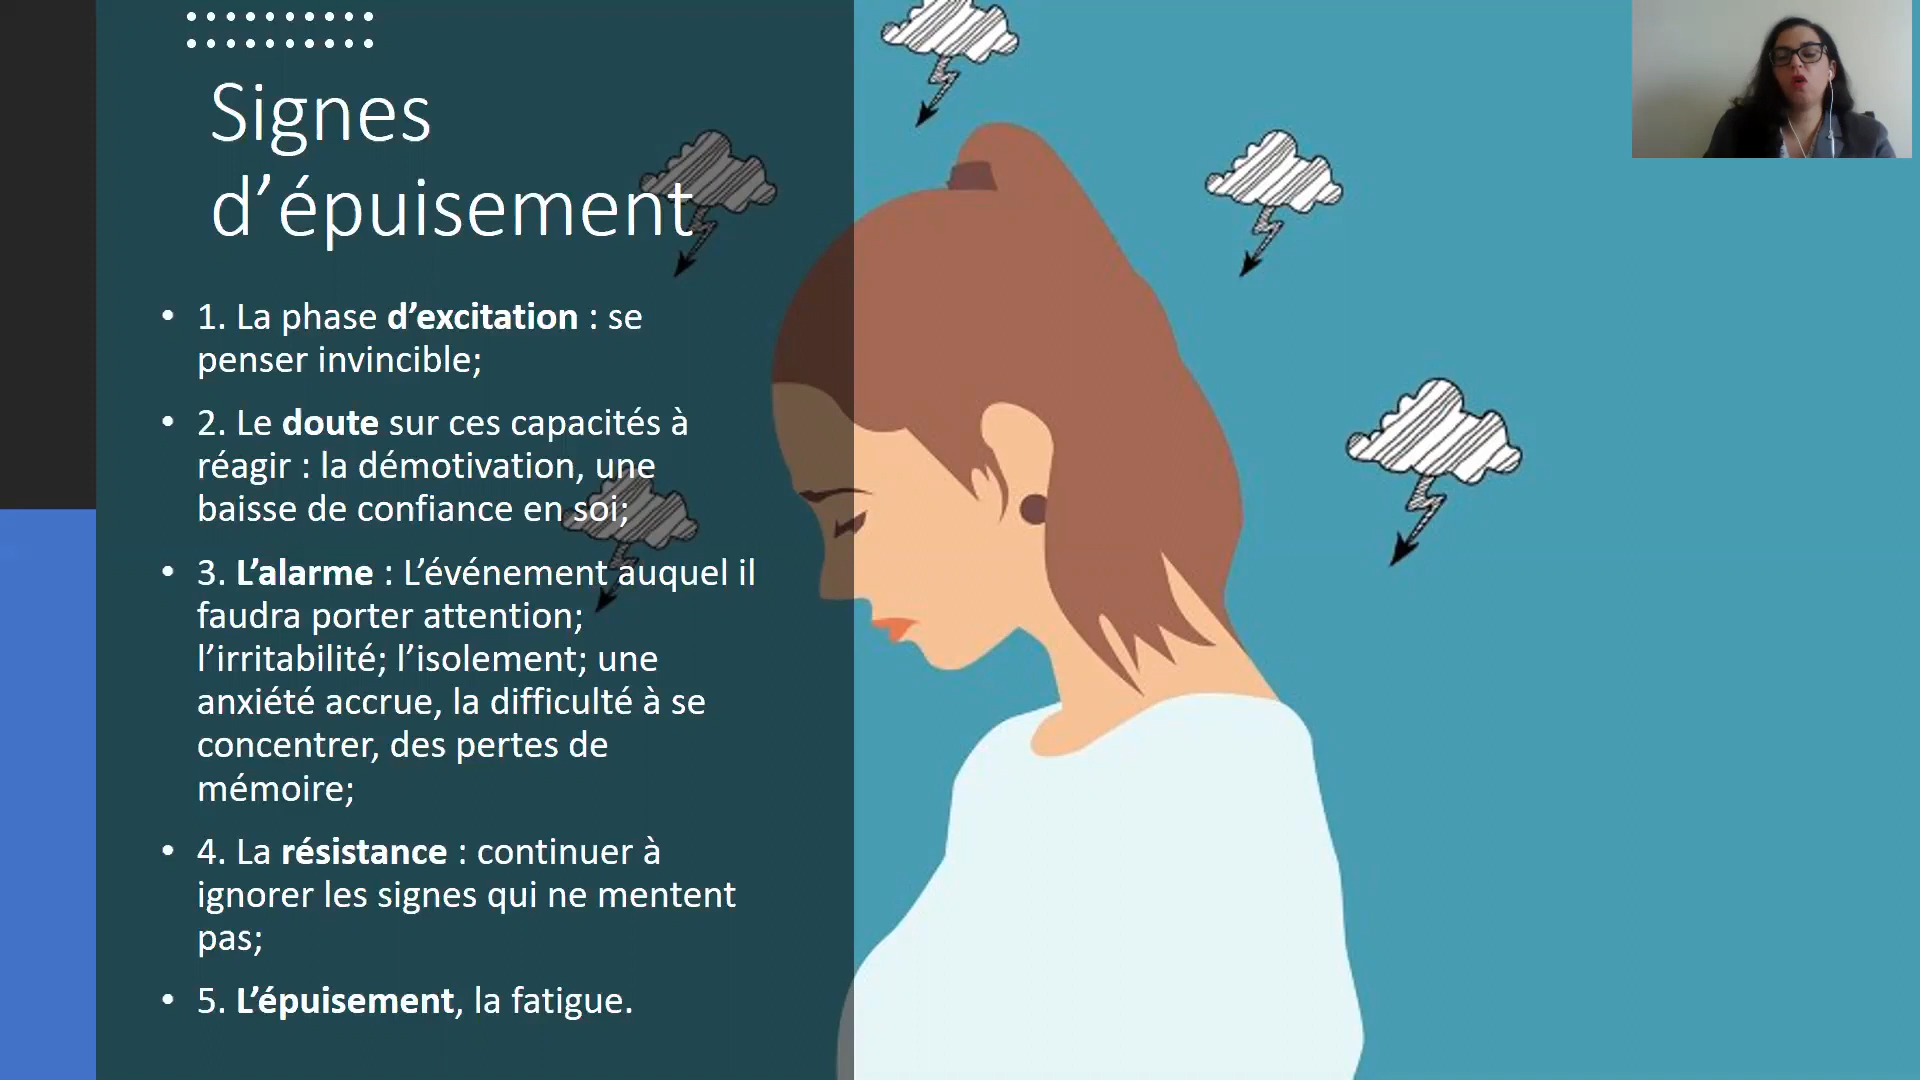 Signes
d’épuisement
• 1. La phase d’excitation : se
penser invincible;
• 2. Le doute sur ces capacités à
réagir : la démotivation, une
baisse de confiance en soi;
• 3. L’alarme : L’événement auquel il
faudra porter attention;
l’irritabilité; l’isolement; une
anxiété accrue, la difficulté à se
concentrer, des pertes de
mémoire;
• 4. La résistance : continuer à
ignorer les signes qui ne mentent
pas;
• 5. L’épuisement, la fatigue.